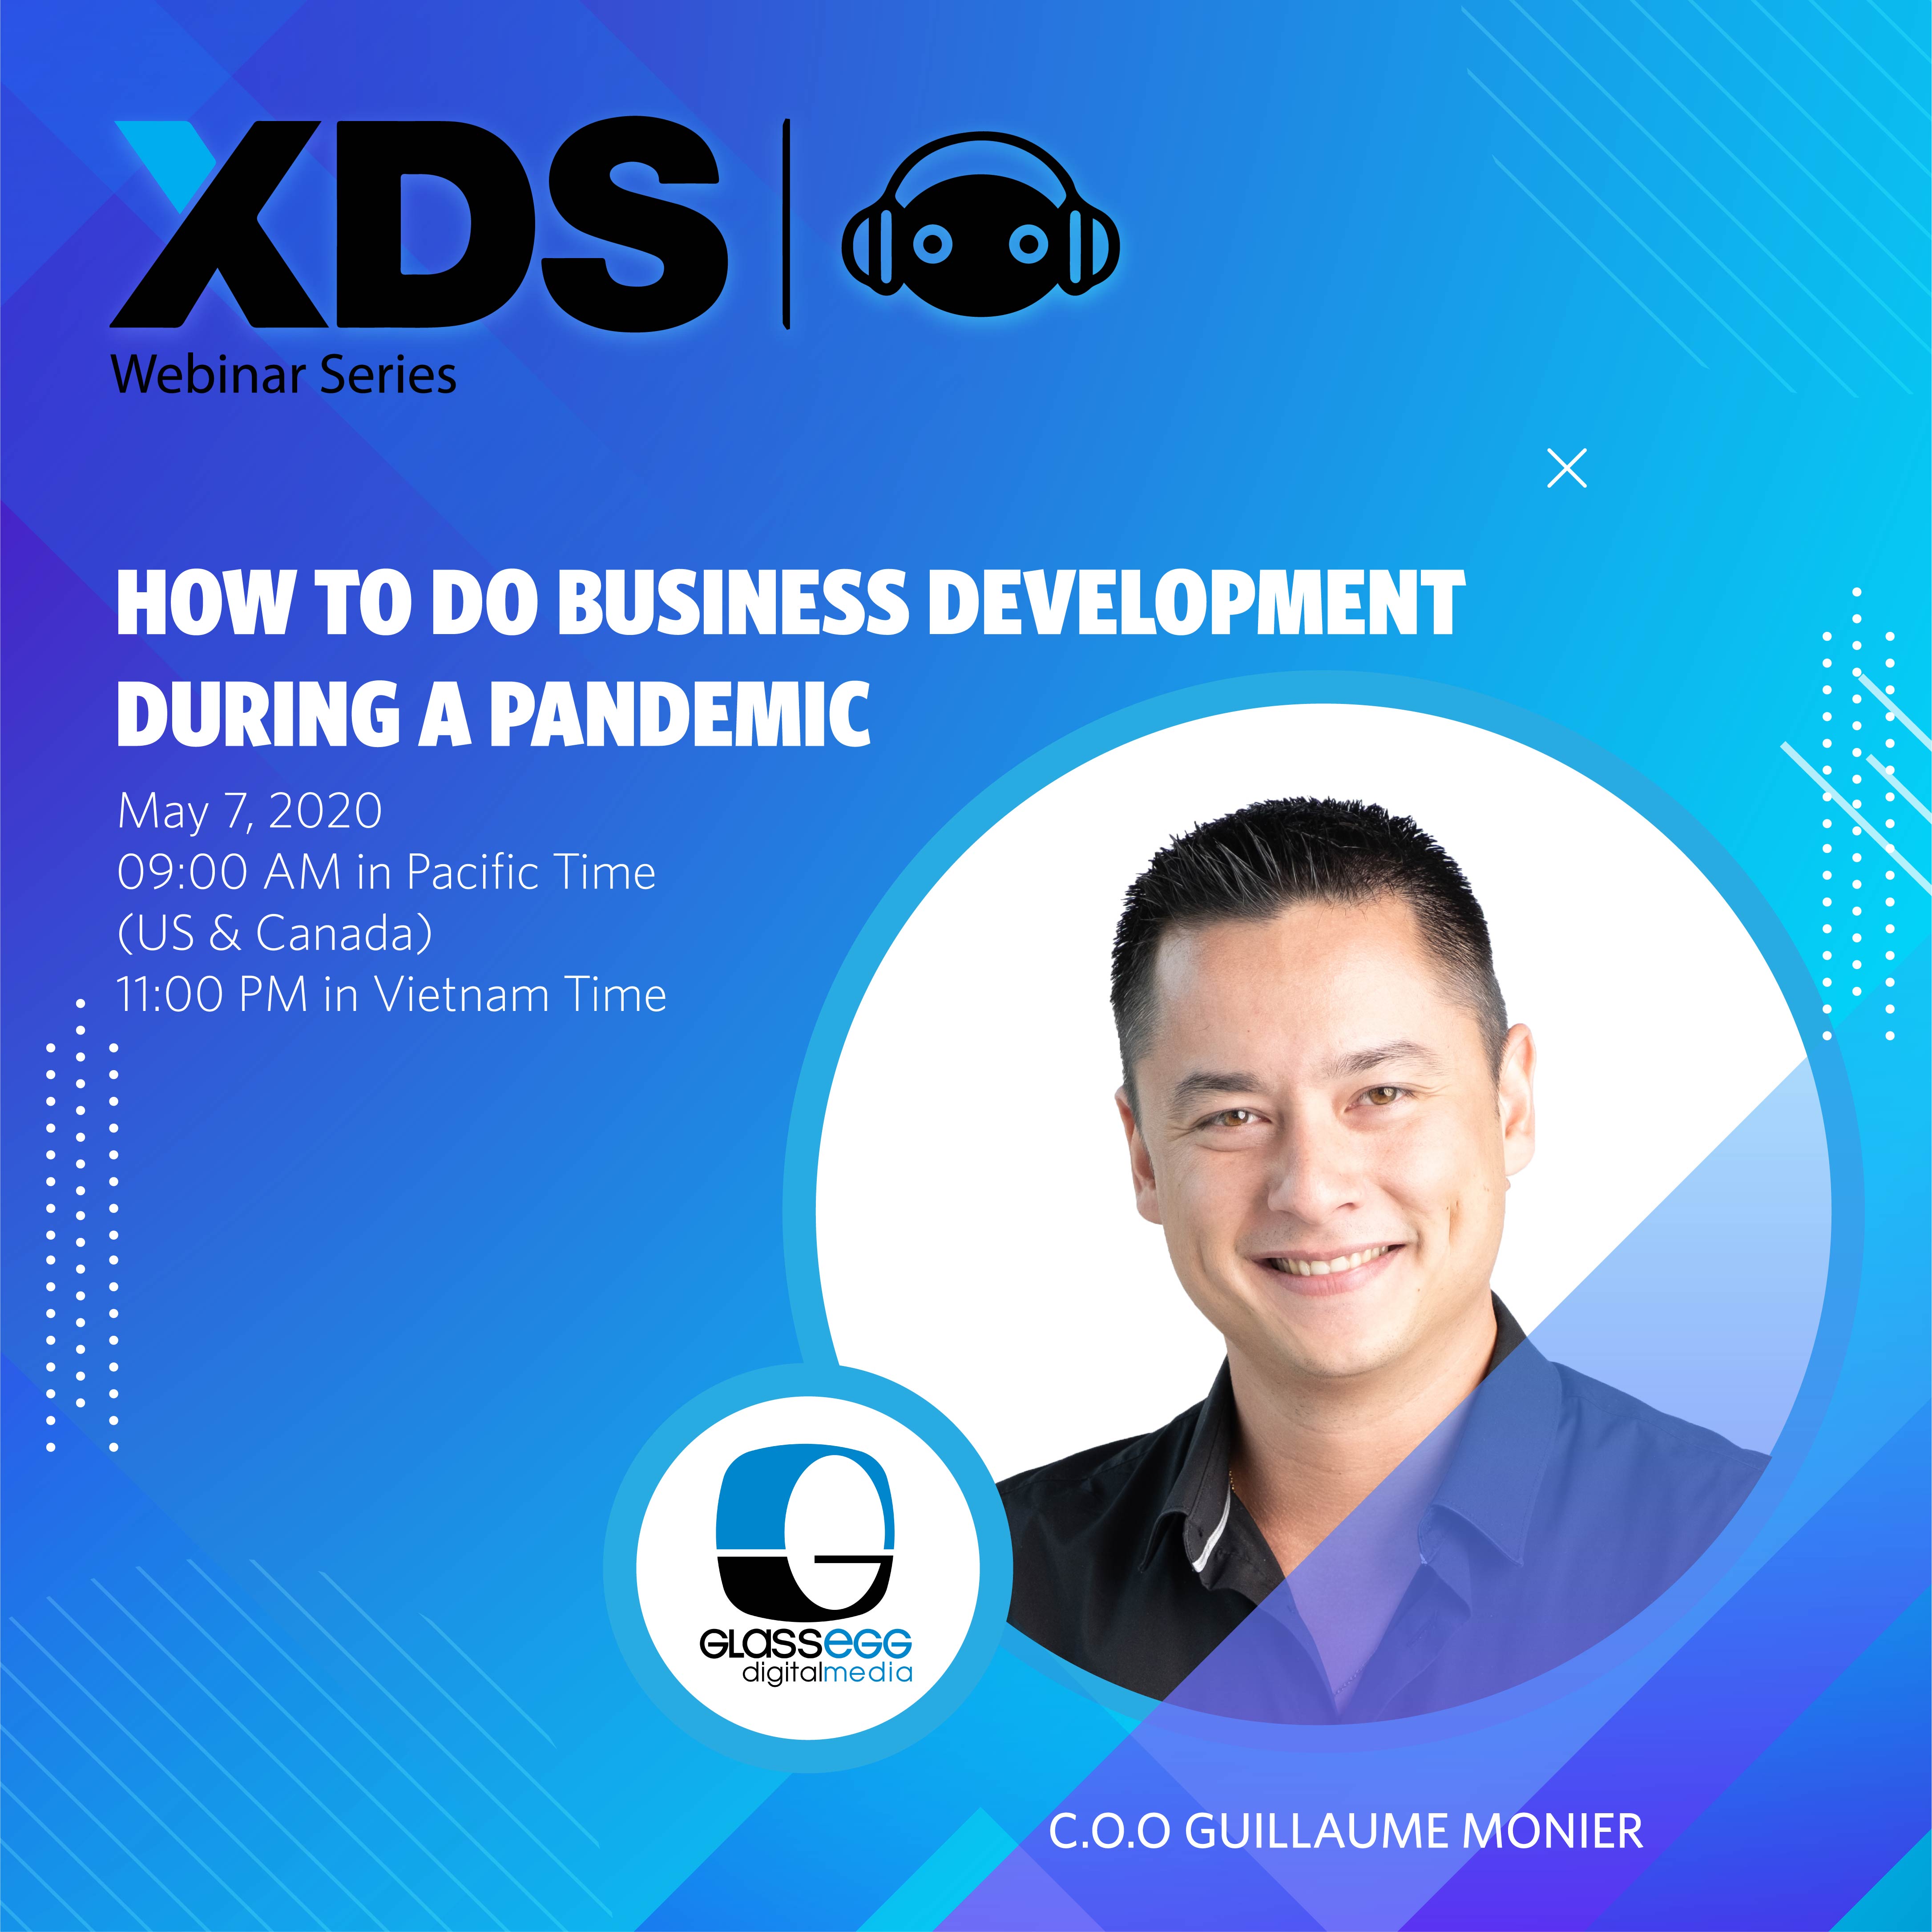 XDS
Webinar Series
HOW TO DO BUSINESS DEVELOPMENT
DURING A PANDEMIC
May 7, 2020
09:00 AM in Pacific Time
(US & Canada)
11:00 PM in Vietnam Time
GLassegg
digitalmedia
C.O.O GUILLAUME MONIER